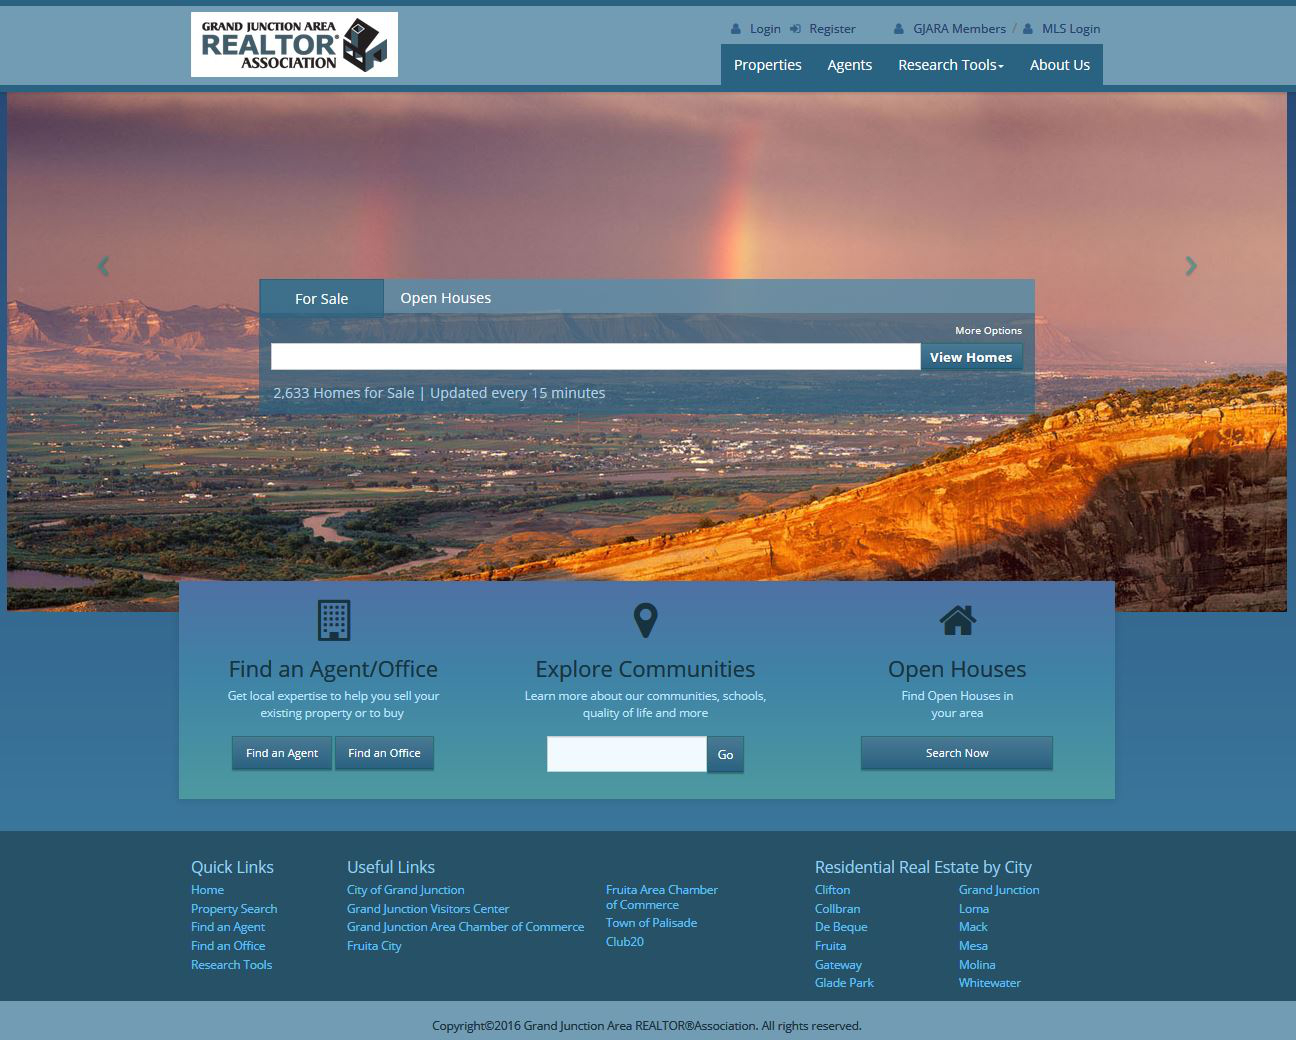 GRAND JUNCTION AREA
REALTOR®
ASSOCIATION
Login Register GJARA Members / MLS Login
Properties Agents Research Tools About Us
For Sale Open Houses
More Options
View Homes
2,633 Homes for Sale | Updated every 15 minutes
Find an Agent/Office
Get local expertise to help you sell your
existing property or to buy
Find an Agent Find an Office
Explore Communities
Learn more about our communities, schools,
quality of life and more
Go
Open Houses
Find Open Houses in
your area
Search Now
Quick Links
Home
Property Search
Find an Agent
Find an Office
Research Tools
Useful Links
City of Grand Junction
Grand Junction Visitors Center
Grand Junction Area Chamber of Commerce
Fruita City
Fruita Area Chamber
of Commerce
Town of Palisade
Club20
Residential Real Estate by City
Clifton
Collbran
De Beque
Fruita
Gateway
Glade Park
Grand Junction
Loma
Mack
Mesa
Molina
Whitewater
Copyright©2016 Grand Junction Area REALTOR®Association. All rights reserved.